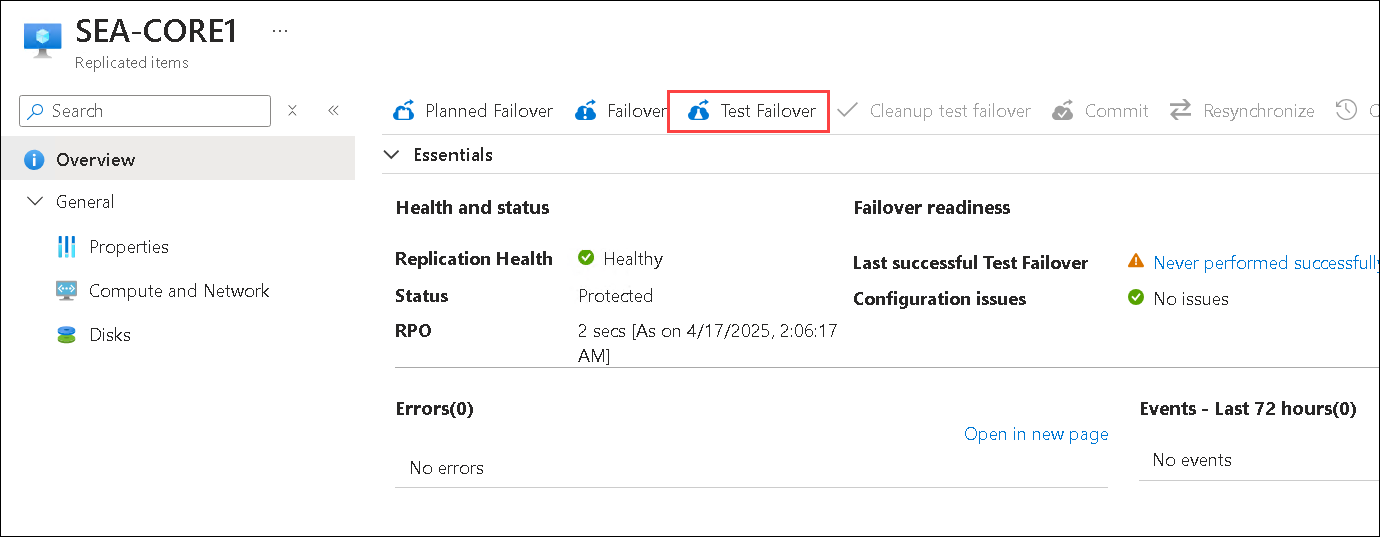 SEA-CORE1 ...
Replicated items
Search
Planned Failover Failover Test Failover Cleanup test failover Commit Resynchronize
Overview
Essentials
General
Health and status Failover readiness
Properties
Replication Health Healthy
Last successful Test Failover Never performed successfully
Compute and Network
Status Protected
Configuration issues No issues
Disks
RPO 2 secs [As on 4/17/2025, 2:06:17
AM]
Errors(0) Events - Last 72 hours(0)
Open in new page
No errors No events